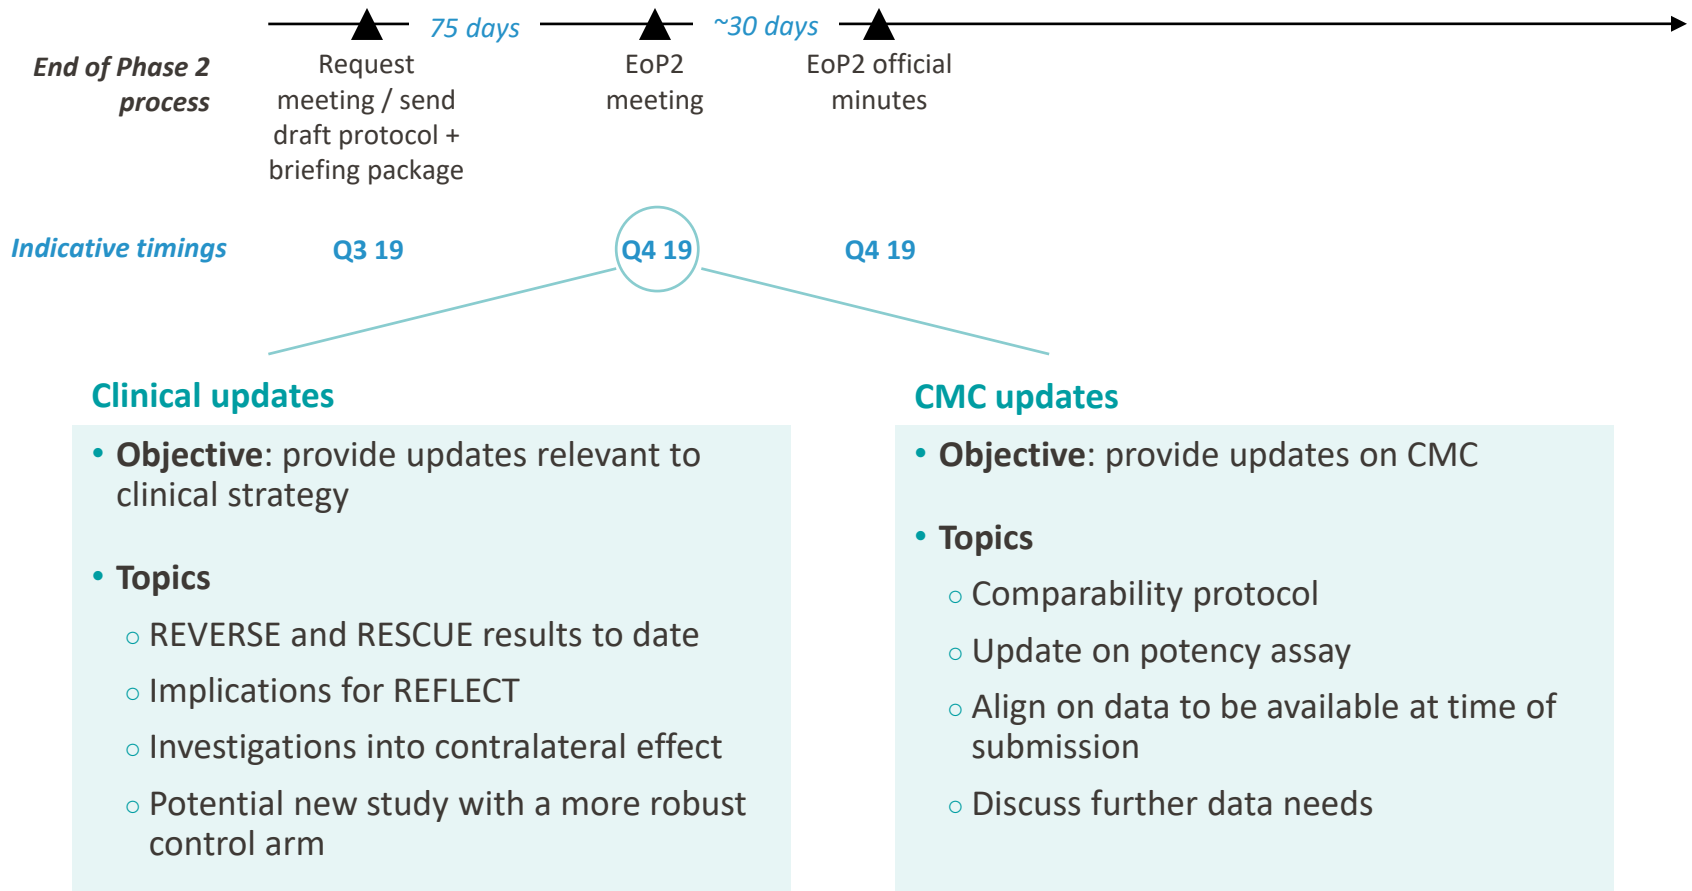 75 days
~30 days
End of Phase 2
process
Request
meeting / send
draft protocol +
briefing package
EoP2
meeting
EoP2 official
minutes
Indicative timings
Q3 19
Q4 19
Q4 19
Clinical updates
• Objective: provide updates relevant to
clinical strategy
• Topics
○ REVERSE and RESCUE results to date
○ Implications for REFLECT
○ Investigations into contralateral effect
○ Potential new study with a more robust
control arm
CMC updates
• Objective: provide updates on CMC
• Topics
○ Comparability protocol
○ Update on potency assay
○ Align on data to be available at time of
submission
○ Discuss further data needs